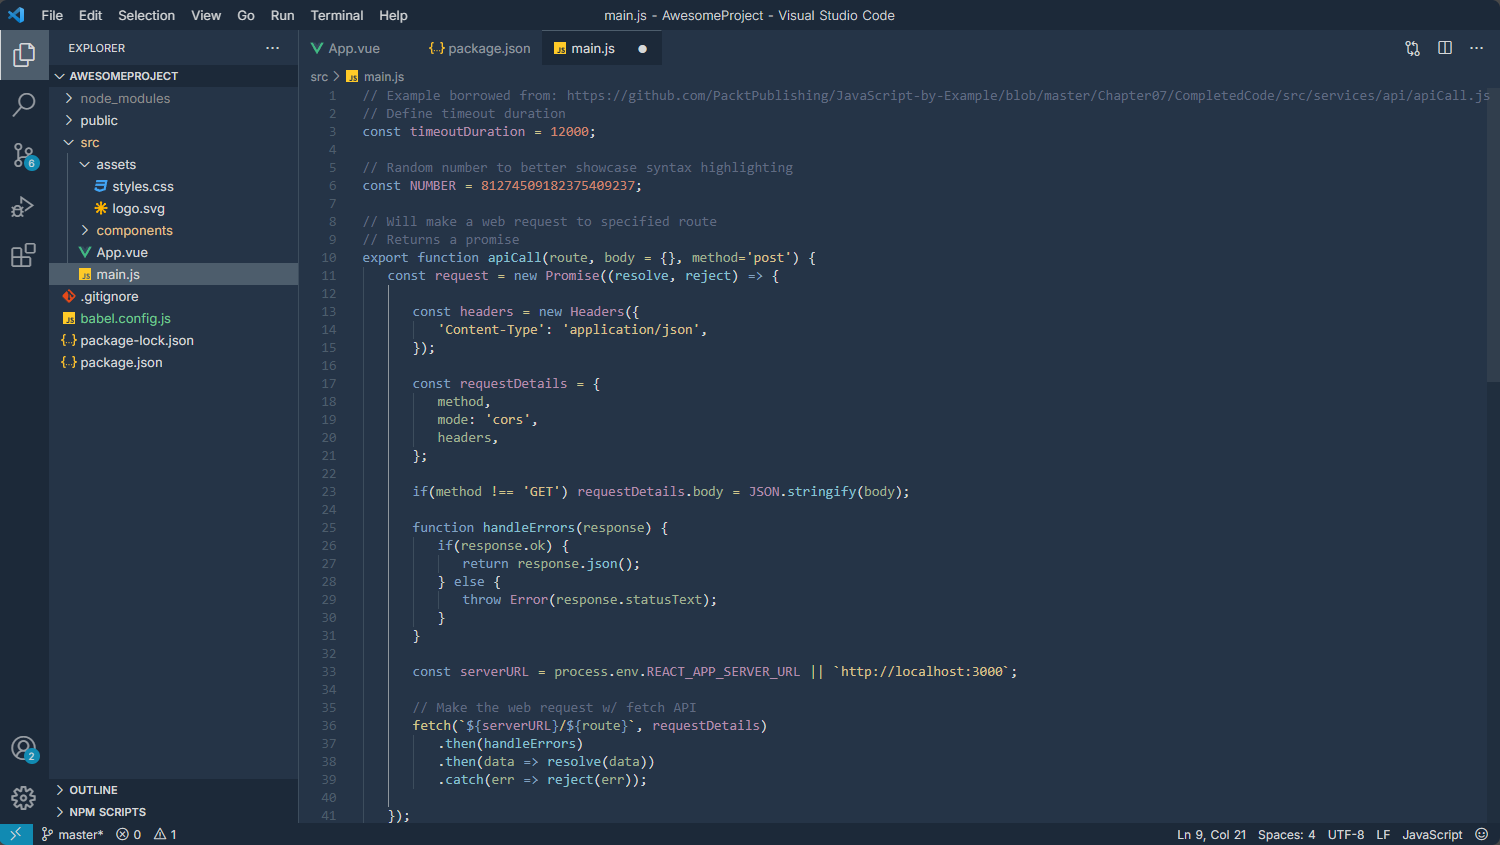 File Edit Selection View Go Run Terminal Help
main.js - AwesomeProject - Visual Studio Code
EXPLORER
AWESOMEPROJECT
node_modules
public
src
assets
styles.css
logo.svg
components
App.vue
main.js
.gitignore
babel.config.js
package-lock.json
package.json
OUTLINE
NPM SCRIPTS
6
2
App.vue
package.json
main.js
src > main.js
1 // Example borrowed from: https://github.com/PacktPublishing/JavaScript-by-Example/blob/master/Chapter07/CompletedCode/src/services/api/apiCall.js
2 // Define timeout duration
3 const timeoutDuration = 12000;
4
5 // Random number to better showcase syntax highlighting
6 const NUMBER = 81274509182375409237;
7
8 // Will make a web request to specified route
9 // Returns a promise
10 export function apiCall(route, body = {}, method='post') {
11 const request = new Promise((resolve, reject) => {
12
13 const headers = new Headers({
14 'Content-Type': 'application/json',
15 });
16
17 const requestDetails = {
18 method,
19 mode: 'cors',
20 headers,
21 };
22
23 if(method !== 'GET') requestDetails.body = JSON.stringify(body);
24
25 function handleErrors(response) {
26 if(response.ok) {
27 return response.json();
28 } else {
29 throw Error(response.statusText);
30 }
31 }
32
33 const serverURL = process.env.REACT_APP_SERVER_URL || `http://localhost:3000`;
34
35 // Make the web request w/ fetch API
36 fetch(`${serverURL}/${route}`, requestDetails)
37 .then(handleErrors)
38 .then(data => resolve(data))
39 .catch(err => reject(err));
40
41 });
master* 0 1
Ln 9, Col 21 Spaces: 4 UTF-8 LF JavaScript